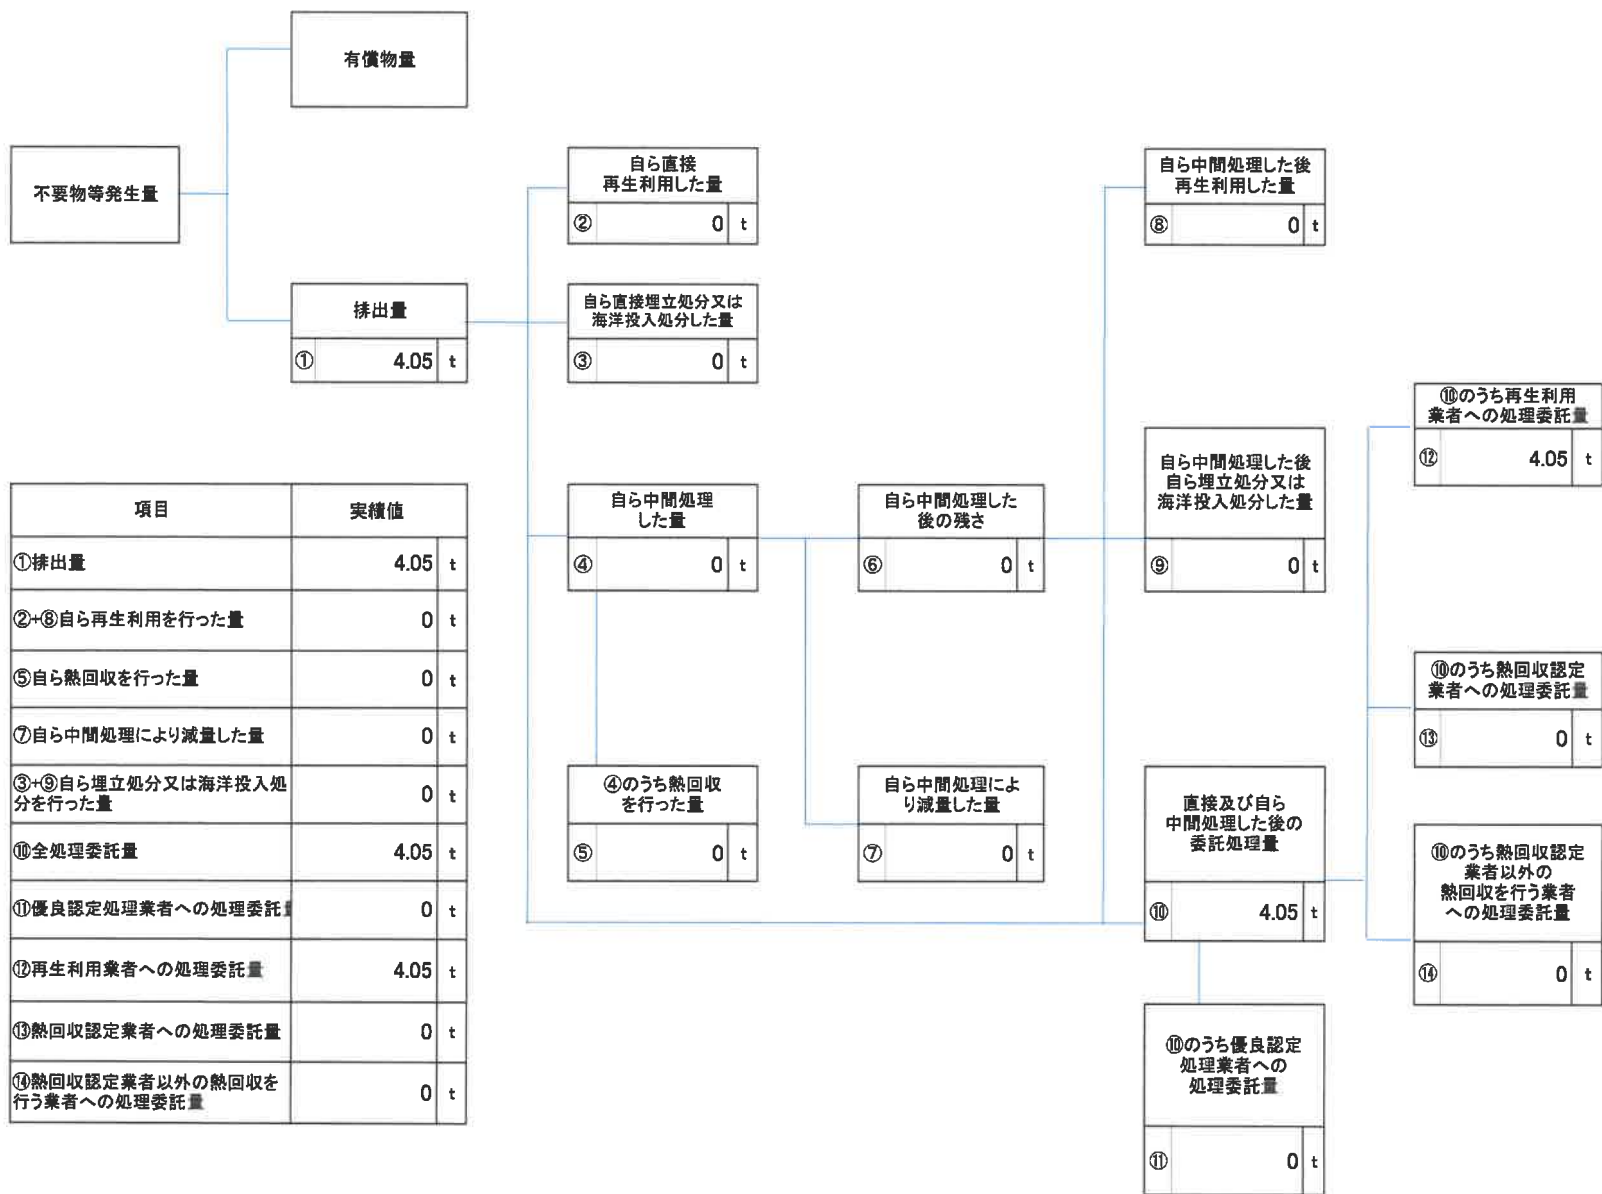 有償物量
不要物等発生量
排出量
① 4.05 t
自ら直接
再生利用した量
② 0 t
自ら直接埋立処分又は
海洋投入処分した量
③ 0 t
自ら中間処理
した量
④ 0 t
④のうち熱回収
を行った量
⑤ 0 t
自ら中間処理した
後の残さ
⑥ 0 t
自ら中間処理によ
り減量した量
⑦ 0 t
自ら中間処理した後
再生利用した量
⑧ 0 t
自ら中間処理した後
自ら埋立処分又は
海洋投入処分した量
⑨ 0 t
直接及び自ら
中間処理した後の
委託処理量
⑩ 4.05 t
⑩のうち優良認定
処理業者への
処理委託量
⑪ 0 t
⑩のうち再生利用
業者への処理委託量
⑫ 4.05 t
⑩のうち熱回収認定
業者への処理委託量
⑬ 0 t
⑩のうち熱回収認定
業者以外の
熱回収を行う業者
への処理委託量
⑭ 0 t
項目 実績値
①排出量 4.05 t
②+⑧自ら再生利用を行った量 0 t
⑤自ら熱回収を行った量 0 t
⑦自ら中間処理により減量した量 0 t
③+⑨自ら埋立処分又は海洋投入処
分を行った量 0 t
⑩全処理委託量 4.05 t
⑪優良認定処理業者への処理委託量 0 t
⑫再生利用業者への処理委託量 4.05 t
⑬熱回収認定業者への処理委託量 0 t
⑭熱回収認定業者以外の熱回収を
行う業者への処理委託量 0 t